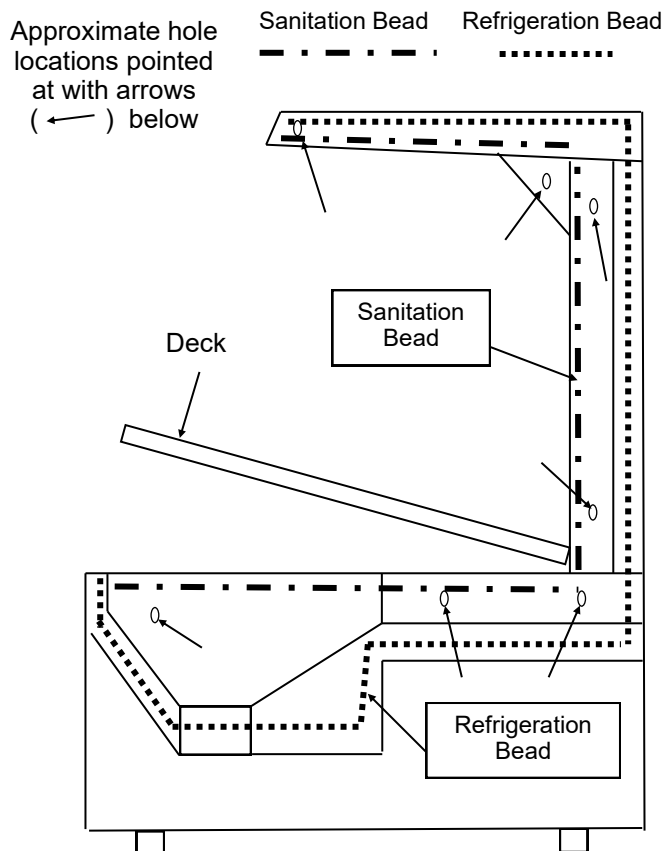 Sanitation Bead
Refrigeration Bead
Approximate hole
locations pointed
at with arrows
( ) below
Sanitation
Bead
Deck
Refrigeration
Bead